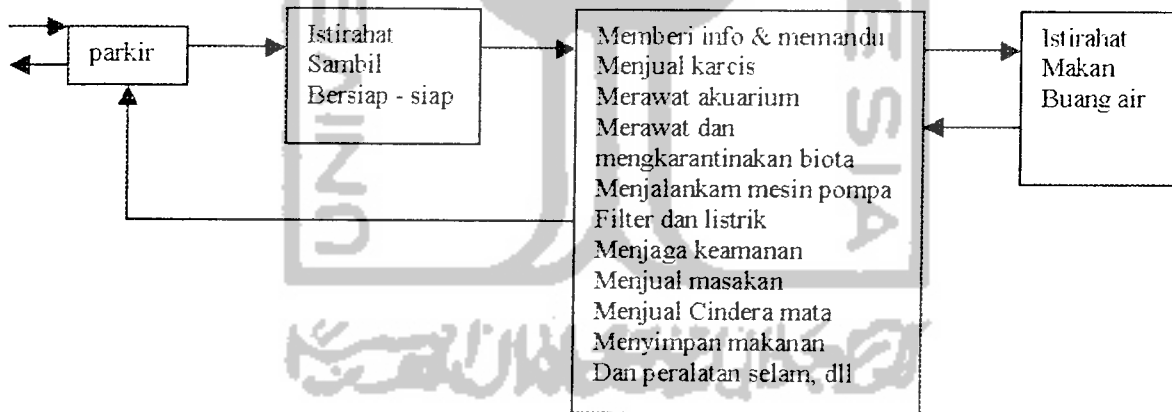 parkir
Istirahat
Sambil
Bersiap - siap
Memberi info & memandu
Menjual karcis
Merawat akuarium
Merawat dan
mengkarantinakan biota
Menjalankam mesin pompa
Filter dan listrik
Menjaga keamanan
Menjual masakan
Menjual Cindera mata
Menyimpan makanan
Dan peralatan selam, dll
Istirahat
Makan
Buang air